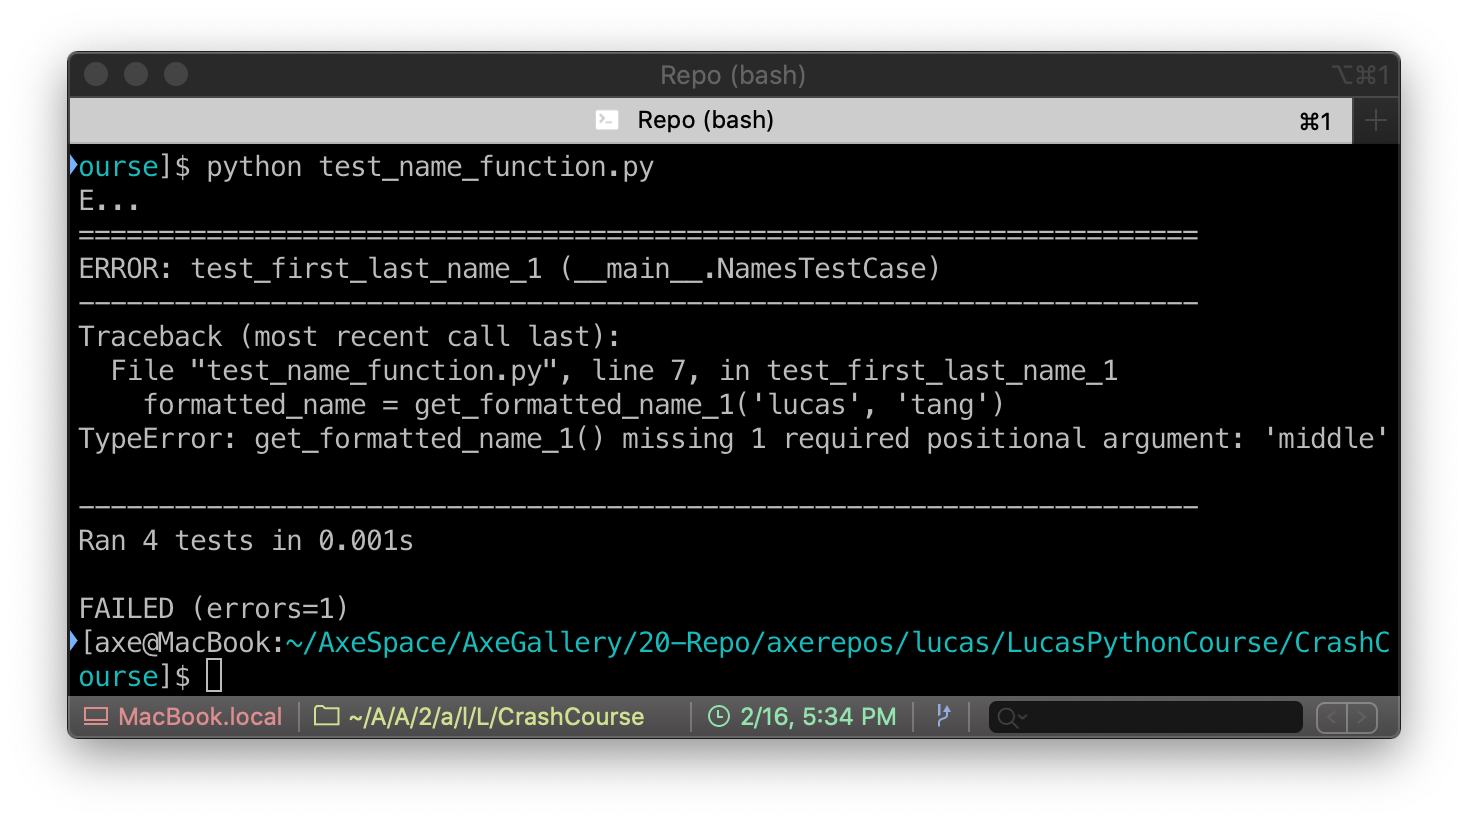 Repo (bash)
⌥⌘1
Repo (bash)
⌘1
ourse]$ python test_name_function.py
E...
======================================================================
ERROR: test_first_last_name_1 (__main__.NamesTestCase)
----------------------------------------------------------------------
Traceback (most recent call last):
  File "test_name_function.py", line 7, in test_first_last_name_1
    formatted_name = get_formatted_name_1('lucas', 'tang')
TypeError: get_formatted_name_1() missing 1 required positional argument: 'middle'
----------------------------------------------------------------------
Ran 4 tests in 0.001s
FAILED (errors=1)
[axe@MacBook:~/AxeSpace/AxeGallery/20-Repo/axerepos/lucas/LucasPythonCourse/CrashC
ourse]$
MacBook.local
~/A/A/2/a/l/L/CrashCourse
2/16, 5:34 PM